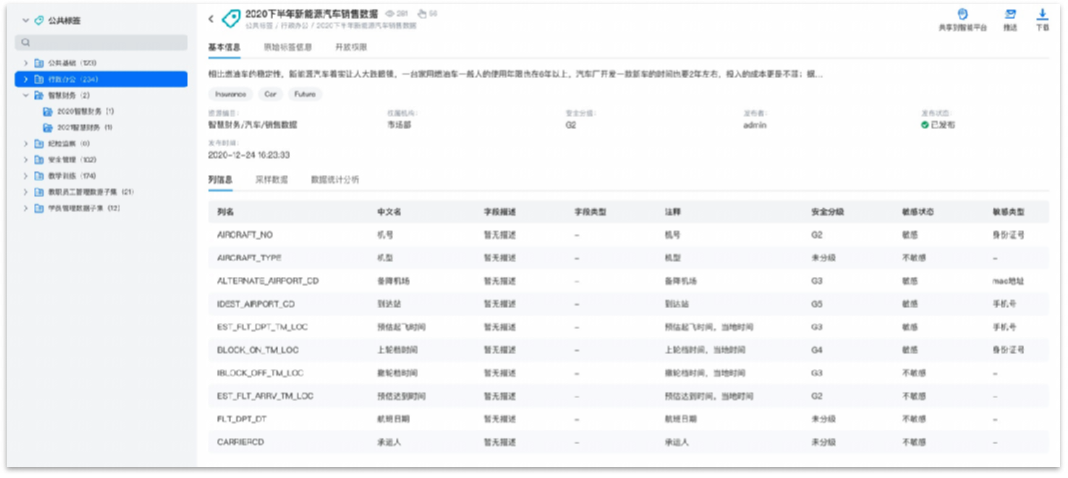 公共标签
公共基础 (123)
行政办公 (234)
智慧财务 (2)
2020智慧财务 (1)
2021智慧财务 (1)
纪检监察 (0)
安全管理 (102)
教学训练 (174)
教职员工管理数据子集 (21)
学员管理数据子集 (12)
2020下半年新能源汽车销售数据
公共标签 / 行政办公 / 2020下半年新能源汽车销售数据
共享到智能平台 推送 下载
基本信息 原始标签信息 开放权限
相比燃油车的稳定性，新能源汽车着实让人大跌眼镜，一台家用燃油车一般人的使用年限也在6年以上，汽车厂开发一款新车的时间也要2年左右，投入的成本更是不菲；模...
Insurance Car Future
资源编目： 所属机构： 安全分级： 发布者： 发布状态：
智慧财务/汽车/销售数据 市场部 G2 admin 已发布
发布时间：
2020-12-24 16:23:33
列信息 采样数据 数据统计分析
列名 中文名 字段描述 字段类型 注释 安全分级 敏感状态 敏感类型
AIRCRAFT_NO 机号 暂无描述 - 机号 G2 敏感 身份证号
AIRCRAFT_TYPE 机型 暂无描述 - 机型 未分级 不敏感 -
ALTERNATE_AIRPORT_CD 备降机场 暂无描述 - 备降机场 G3 敏感 mac地址
IDEST_AIRPORT_CD 到达站 暂无描述 - 到达站 G5 敏感 手机号
EST_FLT_DPT_TM_LOC 预估起飞时间 暂无描述 - 预估起飞时间，当地时间 G3 敏感 手机号
BLOCK_ON_TM_LOC 上轮档时间 暂无描述 - 上轮档时间，当地时间 G4 敏感 身份证号
IBLOCK_OFF_TM_LOC 撤轮档时间 暂无描述 - 撤轮档时间，当地时间 G3 不敏感 -
EST_FLT_ARRV_TM_LOC 预估达到时间 暂无描述 - 预估达到时间，当地时间 G2 不敏感 -
FLT_DPT_DT 航班日期 暂无描述 - 航班日期 未分级 不敏感 -
CARRIERCD 承运人 暂无描述 - 承运人 未分级 不敏感 -